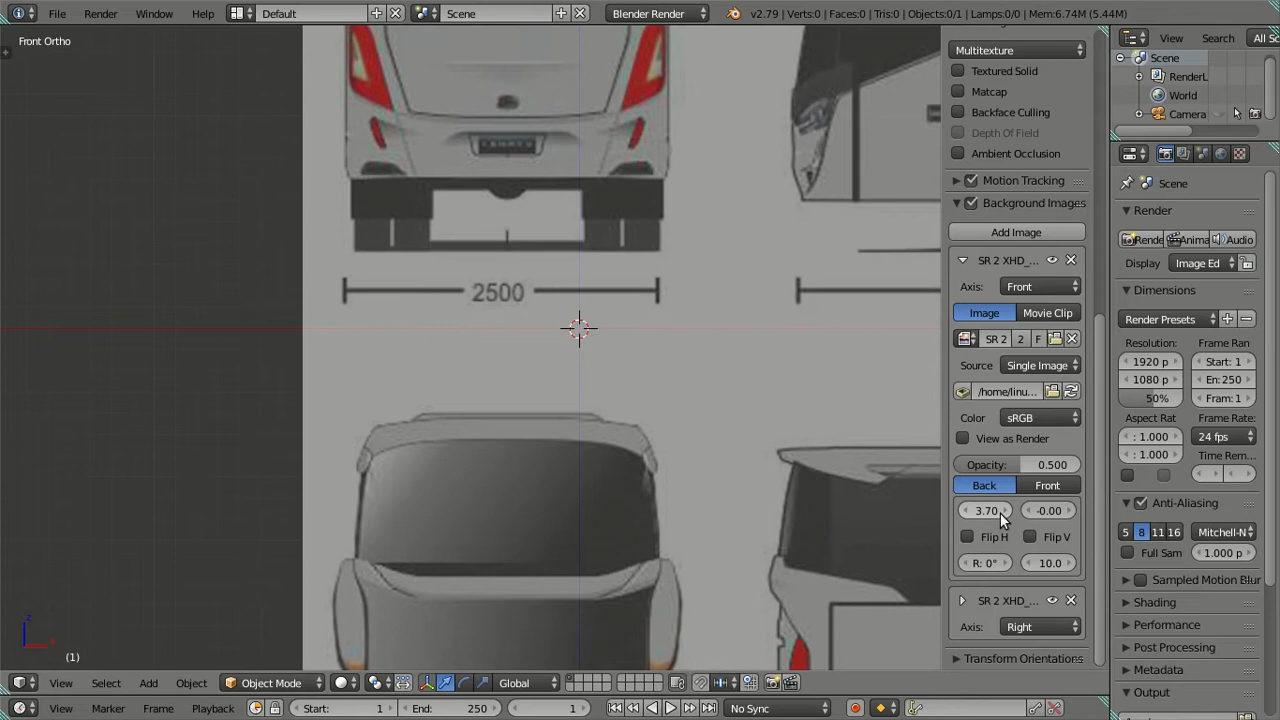 File Render Window Help Default Scene Blender Render v2.79 | Verts:0 | Faces:0 | Tris:0 | Objects:0/1 | Lamps:0/0 | Mem:6.74M (5.44M)
Front Ortho
2500
(1)
Multitexture
Textured Solid
Matcap
Backface Culling
Depth Of Field
Ambient Occlusion
Motion Tracking
Background Images
Add Image
SR 2 XHD_...
Axis: Front
Image Movie Clip
SR 2 2 F
Source Single Image
/home/linu...
Color sRGB
View as Render
Opacity: 0.500
Back Front
3.70 -0.00
Flip H Flip V
R: 0° 10.0
SR 2 XHD_...
Axis: Right
Transform Orientations
View Search All Sc
Scene
RenderL
World
Camera
Scene
Render
Rende Anima Audio
Display Image Ed
Dimensions
Render Presets
Resolution: Frame Ran
1920 p Start: 1
1080 p En: 250
50% Fram: 1
Aspect Rat Frame Rate:
: 1.000 24 fps
: 1.000 Time Rem...
Anti-Aliasing
5 8 11 16 Mitchell-N
Full Sam 1.000 p
Sampled Motion Blur
Shading
Performance
Post Processing
Metadata
Output
View Select Add Object Object Mode Global
View Marker Frame Playback Start: 1 End: 250 1 No Sync